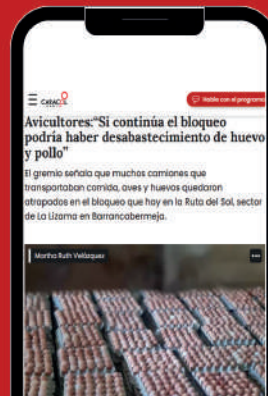 CARACOL
Hable con el programa
Avicultores:“Si continúa el bloqueo
podría haber desabastecimiento de huevo
y pollo”
El gremio señala que muchos camiones que
transportaban comida, aves y huevos quedaron
atrapados en el bloqueo que hay en la Ruta del Sol, sector
de La Lizama en Barrancabermeja.
Martha Ruth Velásquez